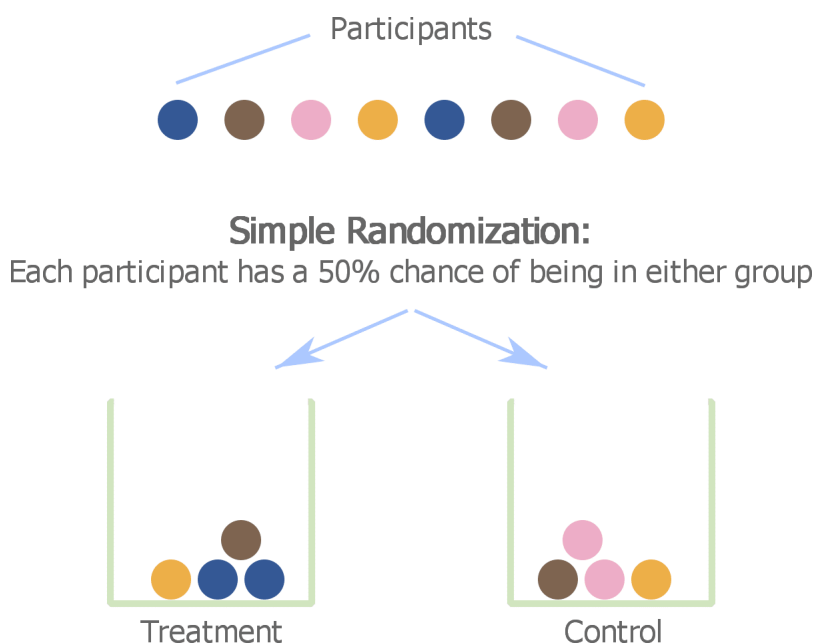 Participants
Simple Randomization:
Each participant has a 50% chance of being in either group
Treatment
Control